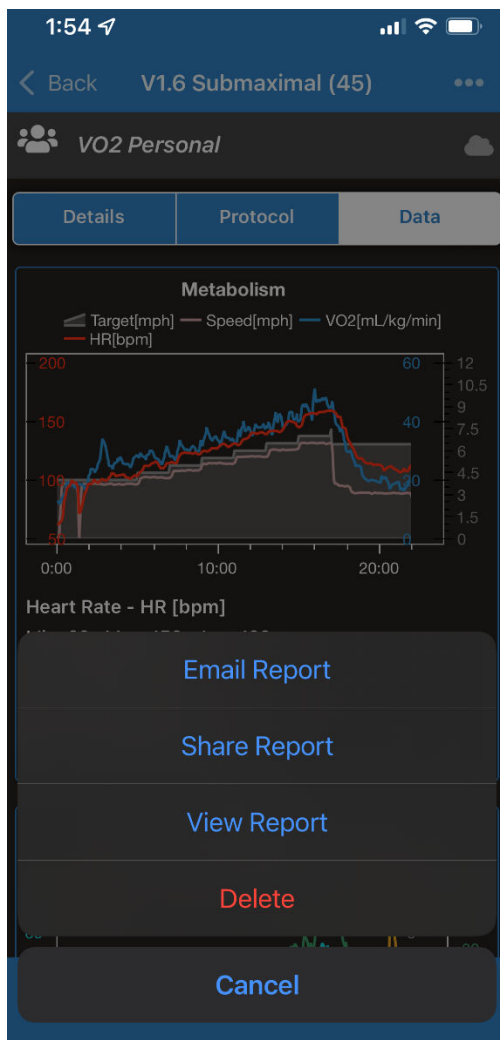 1:54
Back V1.6 Submaximal (45)
VO2 Personal
Details Protocol Data
Metabolism
Target[mph] Speed[mph] VO2[mL/kg/min]
HR[bpm]
200 60 12
10.5
9
150 40 7.5
6
100 20 4.5
3
1.5
50 0 0
0:00 10:00 20:00
Heart Rate - HR [bpm]
Email Report
Share Report
View Report
Delete
Cancel